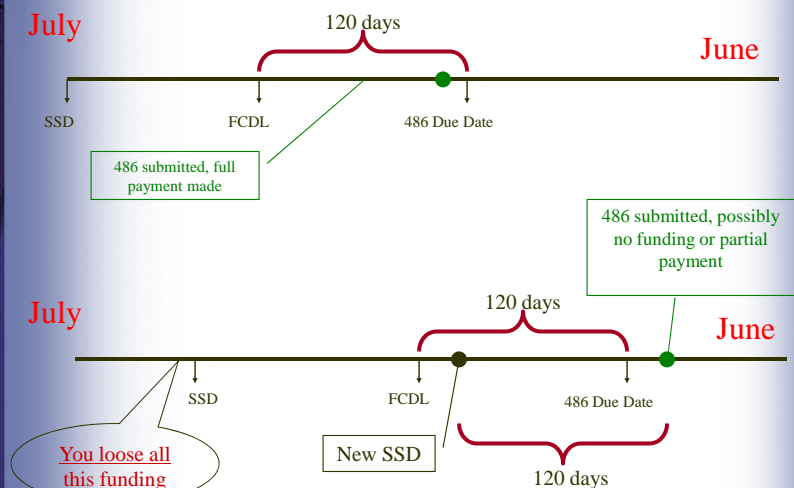 July
120 days
June
SSD
FCDL
486 Due Date
486 submitted, full
payment made
486 submitted, possibly
no funding or partial
payment
July
120 days
June
SSD
FCDL
486 Due Date
You loose all
this funding
New SSD
120 days